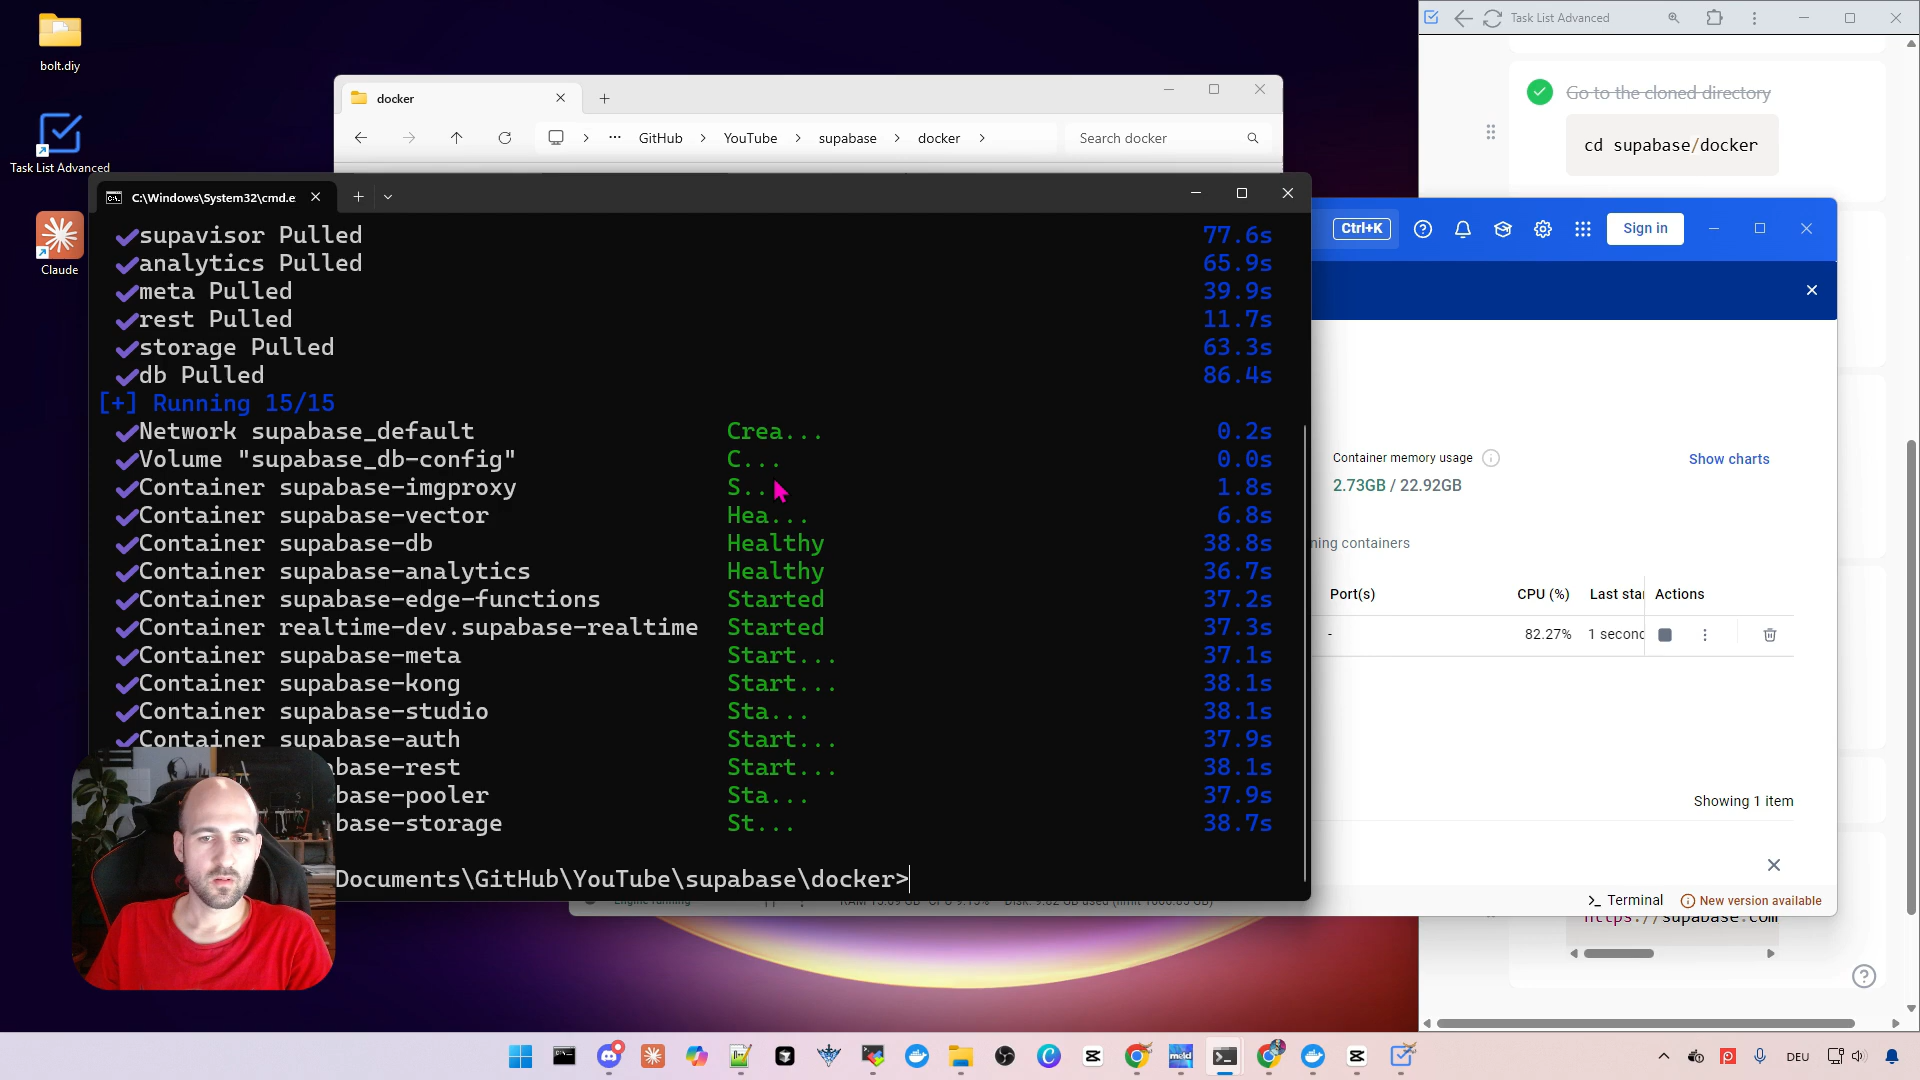 bolt.diy
Task List Advanced
Claude
docker
GitHub > YouTube > supabase > docker >
Search docker
C:\Windows\System32\cmd.e
supavisor Pulled 77.6s
analytics Pulled 65.9s
meta Pulled 39.9s
rest Pulled 11.7s
storage Pulled 63.3s
db Pulled 86.4s
[+] Running 15/15
Network supabase_default Crea... 0.2s
Volume "supabase_db-config" C... 0.0s
Container supabase-imgproxy S... 1.8s
Container supabase-vector Hea... 6.8s
Container supabase-db Healthy 38.8s
Container supabase-analytics Healthy 36.7s
Container supabase-edge-functions Started 37.2s
Container realtime-dev.supabase-realtime Started 37.3s
Container supabase-meta Start... 37.1s
Container supabase-kong Start... 38.1s
Container supabase-studio Sta... 38.1s
Container supabase-auth Start... 37.9s
base-rest Start... 38.1s
base-pooler Sta... 37.9s
base-storage St... 38.7s
Documents\GitHub\YouTube\supabase\docker>
Task List Advanced
Go to the cloned directory
cd supabase/docker
Ctrl+K
Sign in
Container memory usage
2.73GB / 22.92GB
Show charts
ning containers
Port(s) CPU (%) Last star Actions
- 82.27% 1 second
Showing 1 item
Terminal
New version available
https://supabase.com
DEU